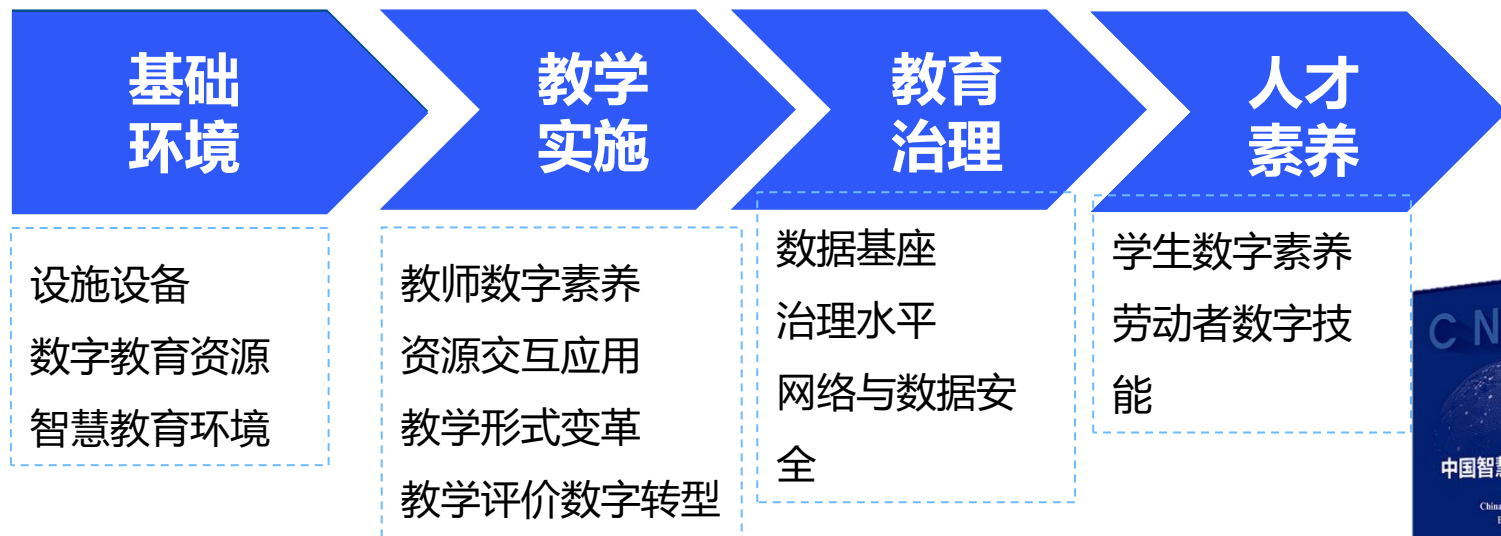 基础
环境
教学
实施
教育
治理
人才
素养
设施设备
数字教育资源
智慧教育环境
教师数字素养
资源交互应用
教学形式变革
教学评价数字转型
数据基座
治理水平
网络与数据安
全
学生数字素养
劳动者数字技
能
C N
中国智慧
China